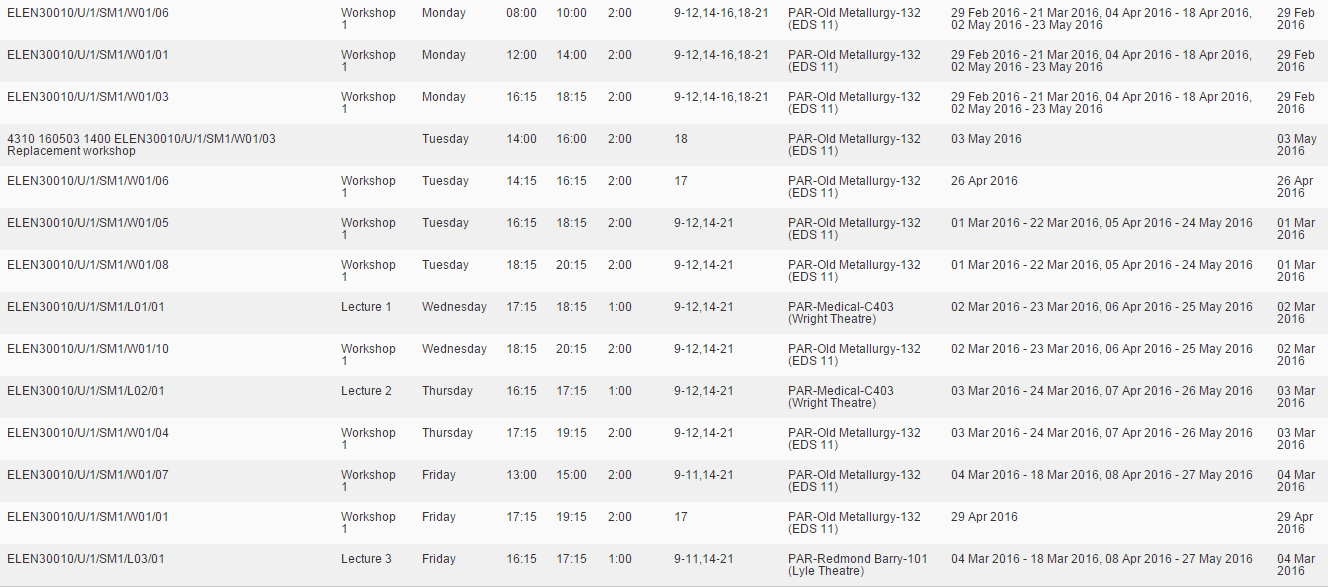 ELEN30010/U/1/SM1/W01/06 Workshop 1 Monday 08:00 10:00 2:00 9-12,14-16,18-21 PAR-Old Metallurgy-132 (EDS 11) 29 Feb 2016 - 21 Mar 2016, 04 Apr 2016 - 18 Apr 2016, 02 May 2016 - 23 May 2016 29 Feb 2016
ELEN30010/U/1/SM1/W01/01 Workshop 1 Monday 12:00 14:00 2:00 9-12,14-16,18-21 PAR-Old Metallurgy-132 (EDS 11) 29 Feb 2016 - 21 Mar 2016, 04 Apr 2016 - 18 Apr 2016, 02 May 2016 - 23 May 2016 29 Feb 2016
ELEN30010/U/1/SM1/W01/03 Workshop 1 Monday 16:15 18:15 2:00 9-12,14-16,18-21 PAR-Old Metallurgy-132 (EDS 11) 29 Feb 2016 - 21 Mar 2016, 04 Apr 2016 - 18 Apr 2016, 02 May 2016 - 23 May 2016 29 Feb 2016
4310 160503 1400 ELEN30010/U/1/SM1/W01/03 Replacement workshop Tuesday 14:00 16:00 2:00 18 PAR-Old Metallurgy-132 (EDS 11) 03 May 2016 03 May 2016
ELEN30010/U/1/SM1/W01/06 Workshop 1 Tuesday 14:15 16:15 2:00 17 PAR-Old Metallurgy-132 (EDS 11) 26 Apr 2016 26 Apr 2016
ELEN30010/U/1/SM1/W01/05 Workshop 1 Tuesday 16:15 18:15 2:00 9-12,14-21 PAR-Old Metallurgy-132 (EDS 11) 01 Mar 2016 - 22 Mar 2016, 05 Apr 2016 - 24 May 2016 01 Mar 2016
ELEN30010/U/1/SM1/W01/08 Workshop 1 Tuesday 18:15 20:15 2:00 9-12,14-21 PAR-Old Metallurgy-132 (EDS 11) 01 Mar 2016 - 22 Mar 2016, 05 Apr 2016 - 24 May 2016 01 Mar 2016
ELEN30010/U/1/SM1/L01/01 Lecture 1 Wednesday 17:15 18:15 1:00 9-12,14-21 PAR-Medical-C403 (Wright Theatre) 02 Mar 2016 - 23 Mar 2016, 06 Apr 2016 - 25 May 2016 02 Mar 2016
ELEN30010/U/1/SM1/W01/10 Workshop 1 Wednesday 18:15 20:15 2:00 9-12,14-21 PAR-Old Metallurgy-132 (EDS 11) 02 Mar 2016 - 23 Mar 2016, 06 Apr 2016 - 25 May 2016 02 Mar 2016
ELEN30010/U/1/SM1/L02/01 Lecture 2 Thursday 16:15 17:15 1:00 9-12,14-21 PAR-Medical-C403 (Wright Theatre) 03 Mar 2016 - 24 Mar 2016, 07 Apr 2016 - 26 May 2016 03 Mar 2016
ELEN30010/U/1/SM1/W01/04 Workshop 1 Thursday 17:15 19:15 2:00 9-12,14-21 PAR-Old Metallurgy-132 (EDS 11) 03 Mar 2016 - 24 Mar 2016, 07 Apr 2016 - 26 May 2016 03 Mar 2016
ELEN30010/U/1/SM1/W01/07 Workshop 1 Friday 13:00 15:00 2:00 9-11,14-21 PAR-Old Metallurgy-132 (EDS 11) 04 Mar 2016 - 18 Mar 2016, 08 Apr 2016 - 27 May 2016 04 Mar 2016
ELEN30010/U/1/SM1/W01/01 Workshop 1 Friday 17:15 19:15 2:00 17 PAR-Old Metallurgy-132 (EDS 11) 29 Apr 2016 29 Apr 2016
ELEN30010/U/1/SM1/L03/01 Lecture 3 Friday 16:15 17:15 1:00 9-11,14-21 PAR-Redmond Barry-101 (Lyle Theatre) 04 Mar 2016 - 18 Mar 2016, 08 Apr 2016 - 27 May 2016 04 Mar 2016